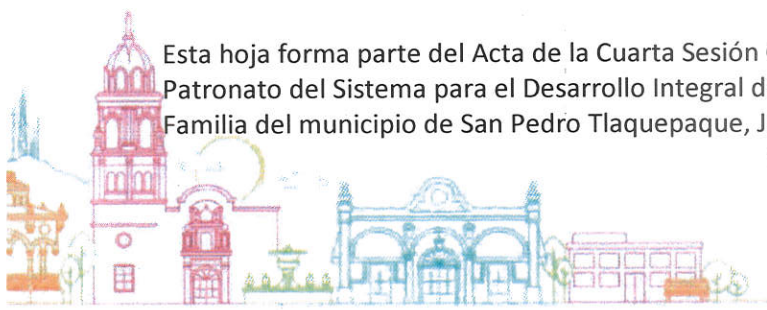 Esta hoja forma parte del Acta de la Cuarta Sesión
Patronato del Sistema para el Desarrollo Integral d
Familia del municipio de San Pedro Tlaquepaque, J